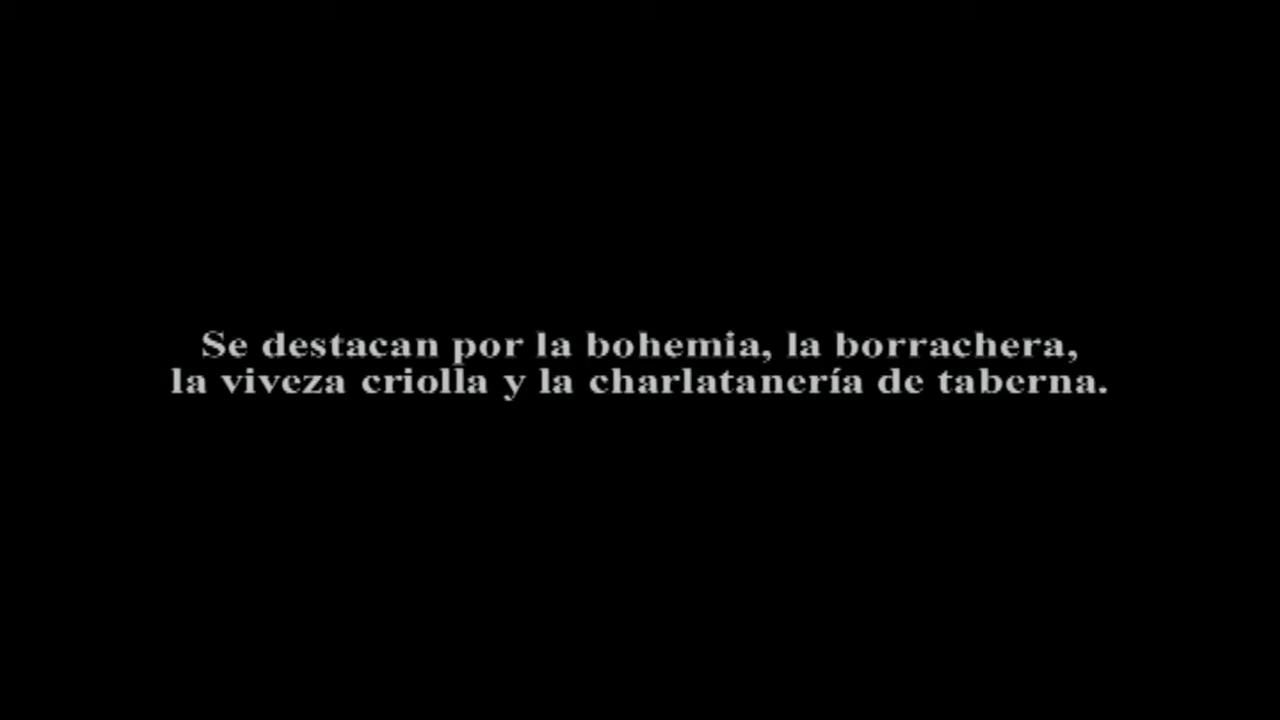 Se destacan por la bohemia, la borrachera,
la viveza criolla y la charlatanería de taberna.